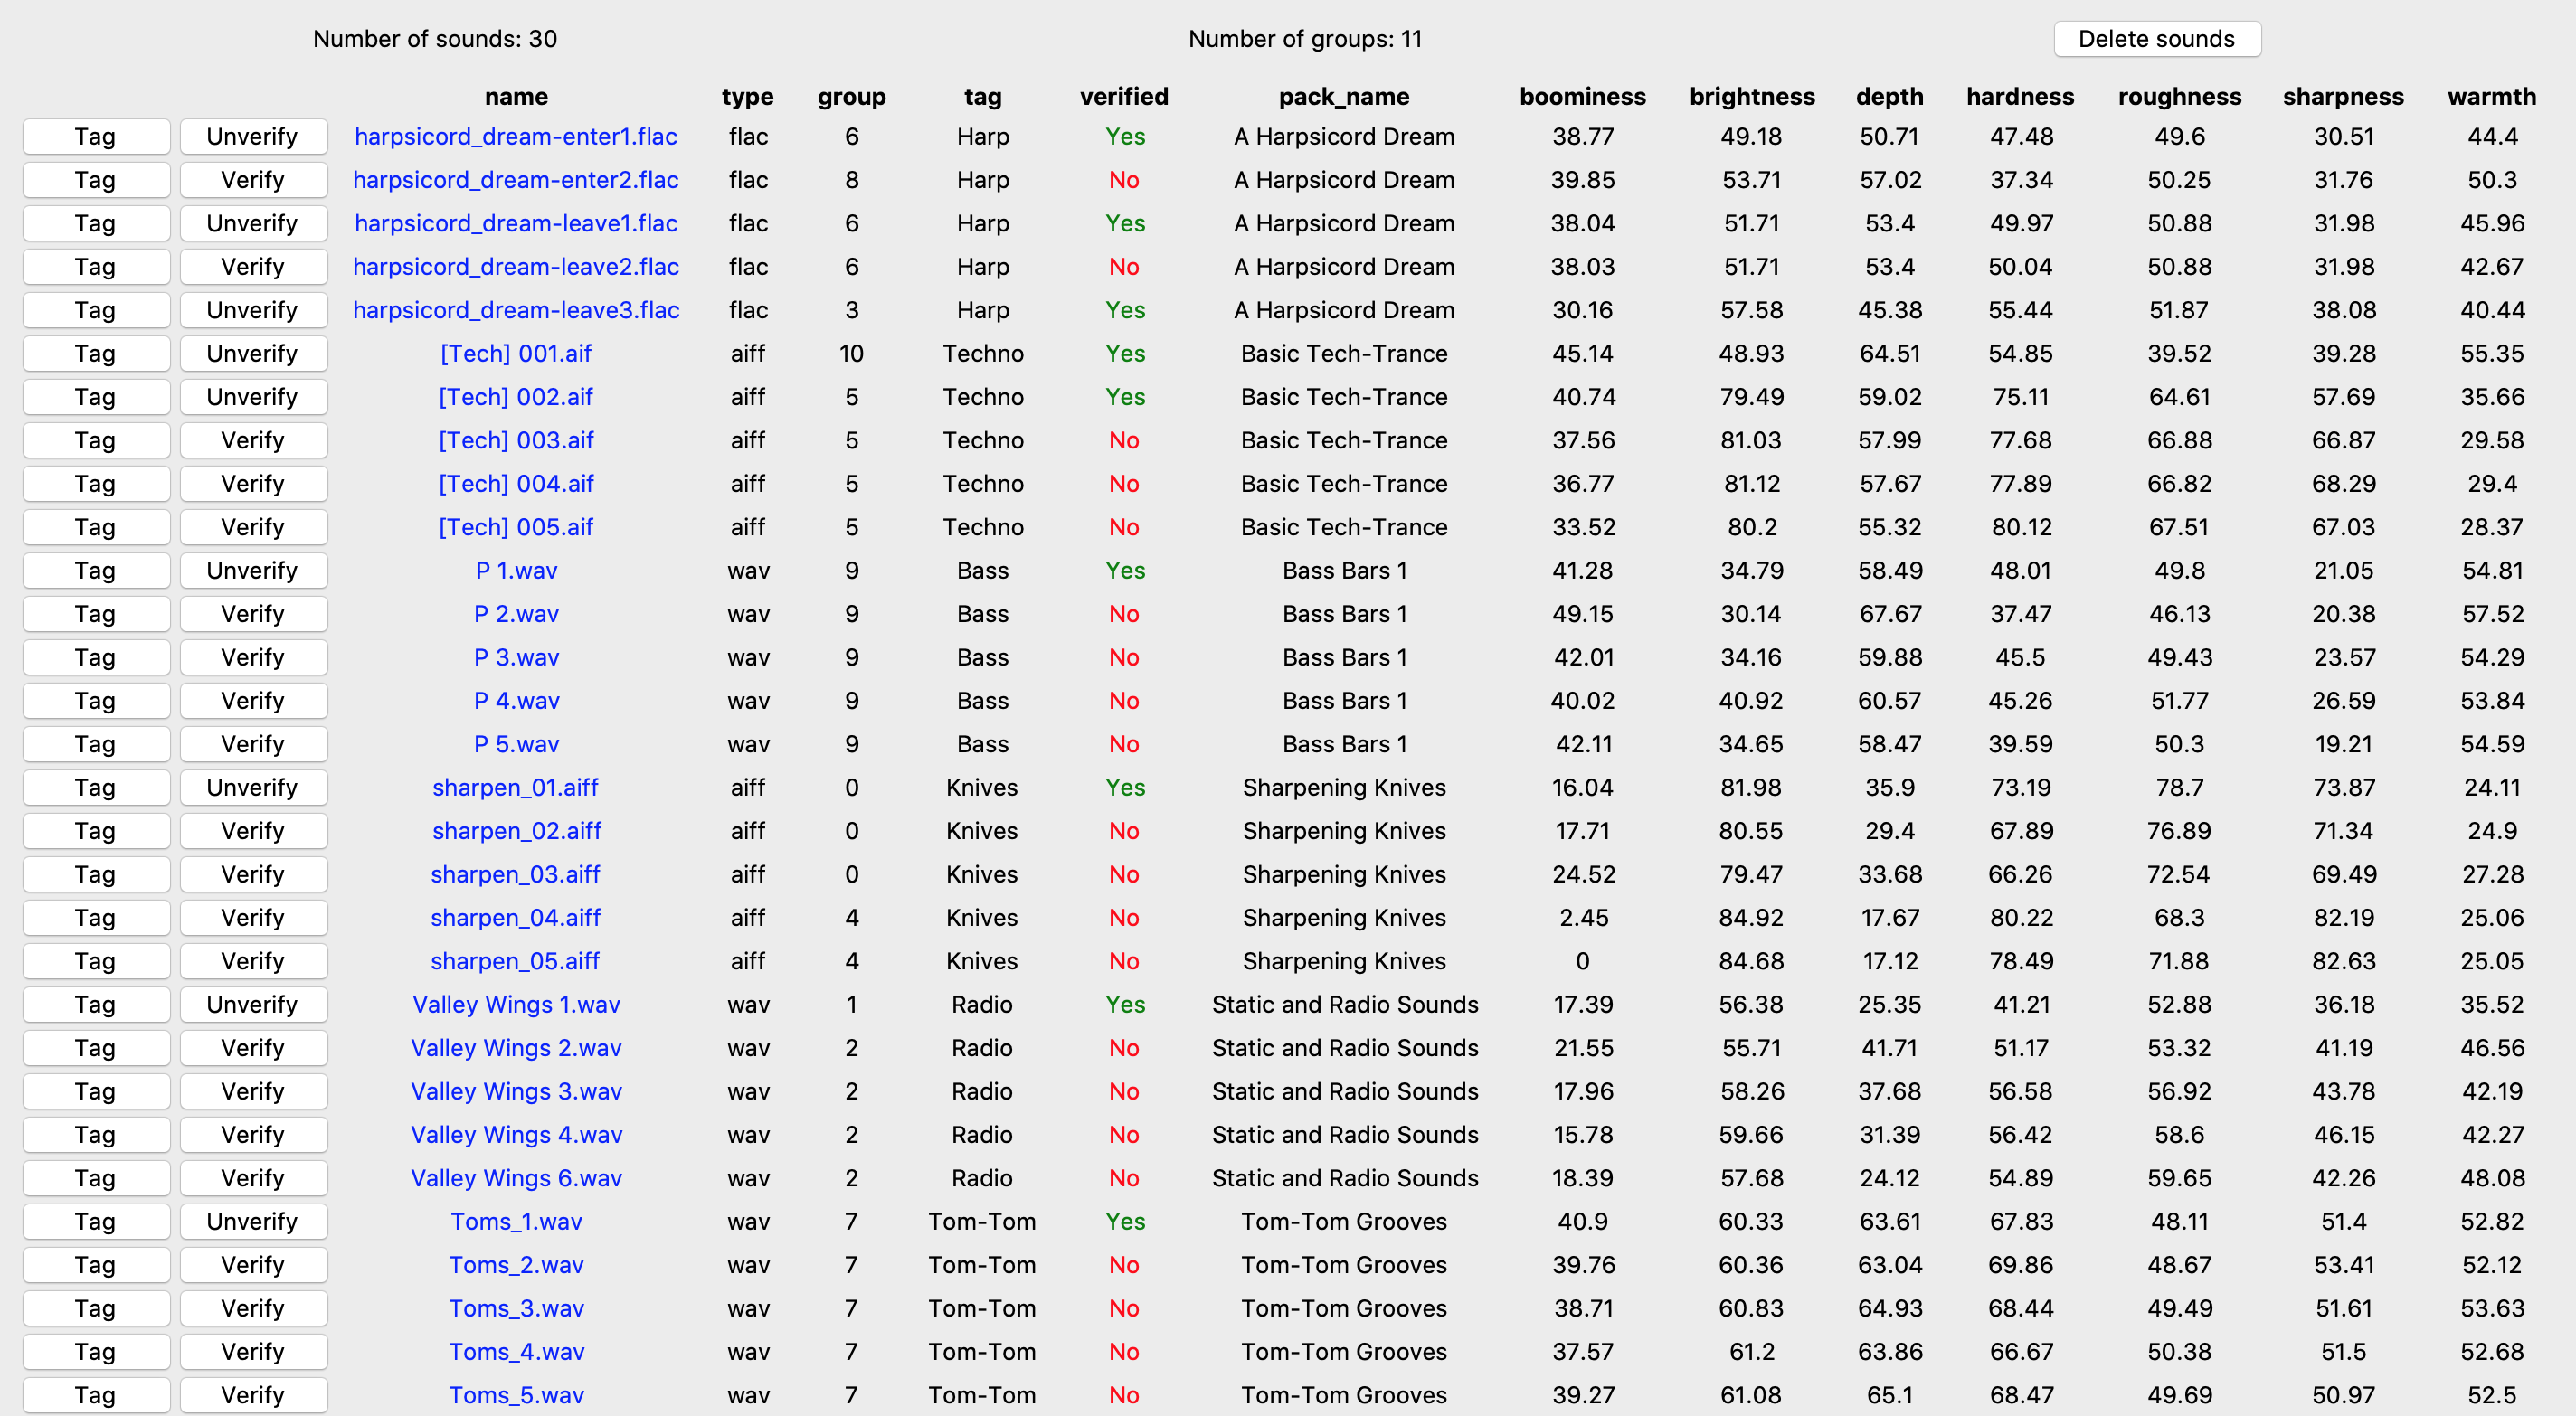 Number of sounds: 30 Number of groups: 11 Delete sounds
name type group tag verified pack_name boominess brightness depth hardness roughness sharpness warmth
Tag Unverify harpsicord_dream-enter1.flac flac 6 Harp Yes A Harpsicord Dream 38.77 49.18 50.71 47.48 49.6 30.51 44.4
Tag Verify harpsicord_dream-enter2.flac flac 8 Harp No A Harpsicord Dream 39.85 53.71 57.02 37.34 50.25 31.76 50.3
Tag Unverify harpsicord_dream-leave1.flac flac 6 Harp Yes A Harpsicord Dream 38.04 51.71 53.4 49.97 50.88 31.98 45.96
Tag Verify harpsicord_dream-leave2.flac flac 6 Harp No A Harpsicord Dream 38.03 51.71 53.4 50.04 50.88 31.98 42.67
Tag Unverify harpsicord_dream-leave3.flac flac 3 Harp Yes A Harpsicord Dream 30.16 57.58 45.38 55.44 51.87 38.08 40.44
Tag Unverify [Tech] 001.aif aiff 10 Techno Yes Basic Tech-Trance 45.14 48.93 64.51 54.85 39.52 39.28 55.35
Tag Unverify [Tech] 002.aif aiff 5 Techno Yes Basic Tech-Trance 40.74 79.49 59.02 75.11 64.61 57.69 35.66
Tag Verify [Tech] 003.aif aiff 5 Techno No Basic Tech-Trance 37.56 81.03 57.99 77.68 66.88 66.87 29.58
Tag Verify [Tech] 004.aif aiff 5 Techno No Basic Tech-Trance 36.77 81.12 57.67 77.89 66.82 68.29 29.4
Tag Verify [Tech] 005.aif aiff 5 Techno No Basic Tech-Trance 33.52 80.2 55.32 80.12 67.51 67.03 28.37
Tag Unverify P 1.wav wav 9 Bass Yes Bass Bars 1 41.28 34.79 58.49 48.01 49.8 21.05 54.81
Tag Verify P 2.wav wav 9 Bass No Bass Bars 1 49.15 30.14 67.67 37.47 46.13 20.38 57.52
Tag Verify P 3.wav wav 9 Bass No Bass Bars 1 42.01 34.16 59.88 45.5 49.43 23.57 54.29
Tag Verify P 4.wav wav 9 Bass No Bass Bars 1 40.02 40.92 60.57 45.26 51.77 26.59 53.84
Tag Verify P 5.wav wav 9 Bass No Bass Bars 1 42.11 34.65 58.47 39.59 50.3 19.21 54.59
Tag Unverify sharpen_01.aiff aiff 0 Knives Yes Sharpening Knives 16.04 81.98 35.9 73.19 78.7 73.87 24.11
Tag Verify sharpen_02.aiff aiff 0 Knives No Sharpening Knives 17.71 80.55 29.4 67.89 76.89 71.34 24.9
Tag Verify sharpen_03.aiff aiff 0 Knives No Sharpening Knives 24.52 79.47 33.68 66.26 72.54 69.49 27.28
Tag Verify sharpen_04.aiff aiff 4 Knives No Sharpening Knives 2.45 84.92 17.67 80.22 68.3 82.19 25.06
Tag Verify sharpen_05.aiff aiff 4 Knives No Sharpening Knives 0 84.68 17.12 78.49 71.88 82.63 25.05
Tag Unverify Valley Wings 1.wav wav 1 Radio Yes Static and Radio Sounds 17.39 56.38 25.35 41.21 52.88 36.18 35.52
Tag Verify Valley Wings 2.wav wav 2 Radio No Static and Radio Sounds 21.55 55.71 41.71 51.17 53.32 41.19 46.56
Tag Verify Valley Wings 3.wav wav 2 Radio No Static and Radio Sounds 17.96 58.26 37.68 56.58 56.92 43.78 42.19
Tag Verify Valley Wings 4.wav wav 2 Radio No Static and Radio Sounds 15.78 59.66 31.39 56.42 58.6 46.15 42.27
Tag Verify Valley Wings 6.wav wav 2 Radio No Static and Radio Sounds 18.39 57.68 24.12 54.89 59.65 42.26 48.08
Tag Unverify Toms_1.wav wav 7 Tom-Tom Yes Tom-Tom Grooves 40.9 60.33 63.61 67.83 48.11 51.4 52.82
Tag Verify Toms_2.wav wav 7 Tom-Tom No Tom-Tom Grooves 39.76 60.36 63.04 69.86 48.67 53.41 52.12
Tag Verify Toms_3.wav wav 7 Tom-Tom No Tom-Tom Grooves 38.71 60.83 64.93 68.44 49.49 51.61 53.63
Tag Verify Toms_4.wav wav 7 Tom-Tom No Tom-Tom Grooves 37.57 61.2 63.86 66.67 50.38 51.5 52.68
Tag Verify Toms_5.wav wav 7 Tom-Tom No Tom-Tom Grooves 39.27 61.08 65.1 68.47 49.69 50.97 52.5